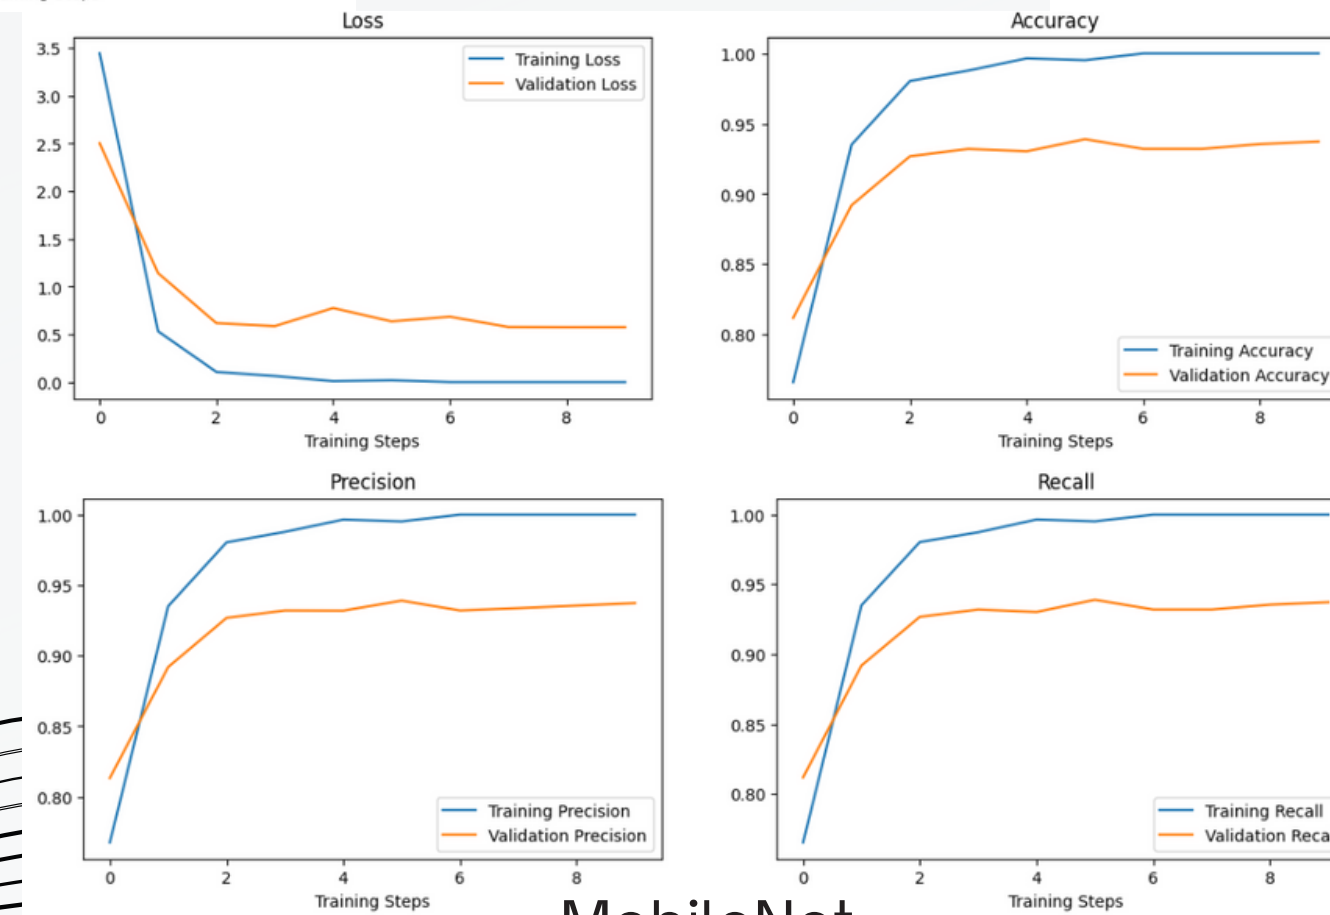 Loss
3.5
3.0
2.5
2.0
1.5
1.0
0.5
0.0
Training Loss
Validation Loss
0 2 4 6 8
Training Steps
Accuracy
1.00
0.95
0.90
0.85
0.80
Training Accuracy
Validation Accuracy
0 2 4 6 8
Training Steps
Precision
1.00
0.95
0.90
0.85
0.80
Training Precision
Validation Precision
0 2 4 6 8
Training Steps
Recall
1.00
0.95
0.90
0.85
0.80
Training Recall
Validation Reca
0 2 4 6 8
Training Steps
MobileNet